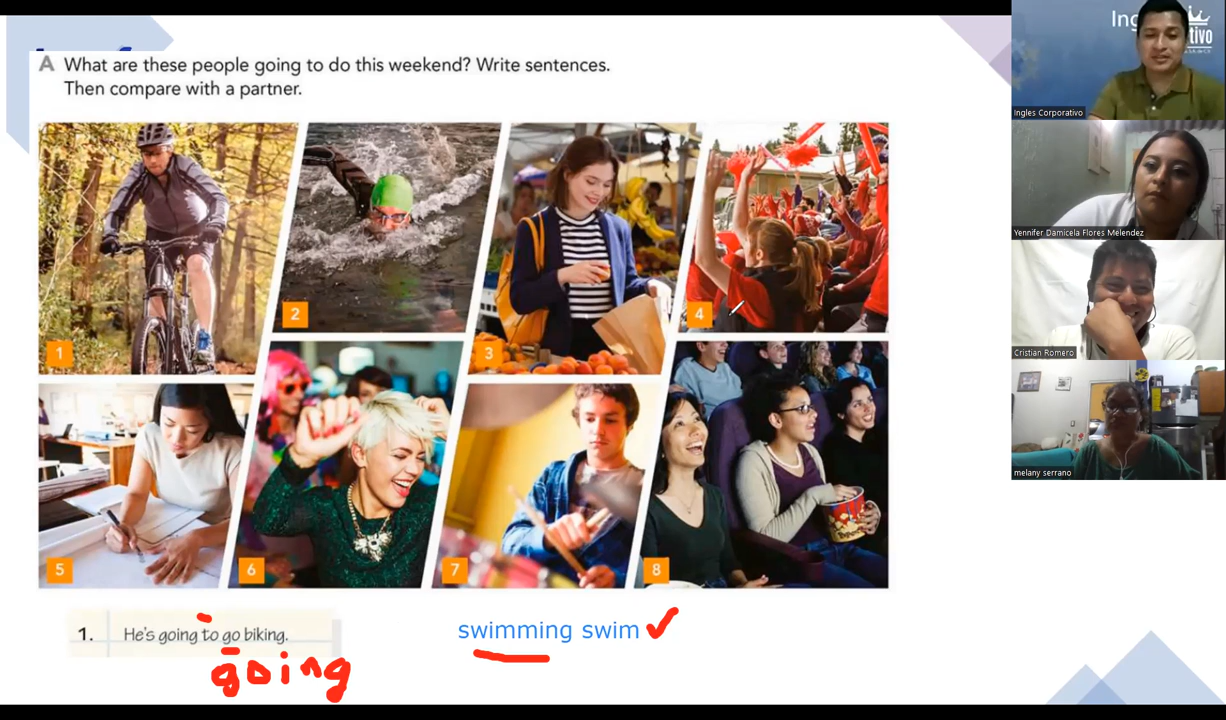 A What are these people going to do this weekend? Write sentences.
Then compare with a partner.
1
2
3
4
5
6
7
8
1. He's going to go biking.
going
swimming swim ✓
Ingles Corporativo
Yennifer Damicela Flores Melendez
Cristian Romero
melany serrano